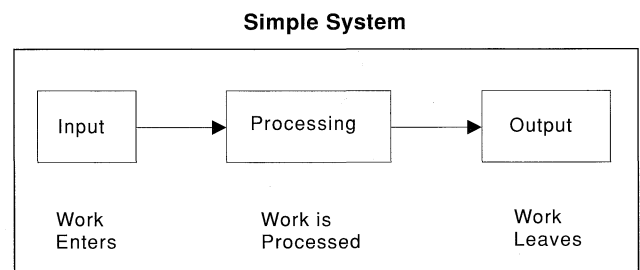 Simple System
Input
Processing
Output
Work
Enters
Work is
Processed
Work
Leaves